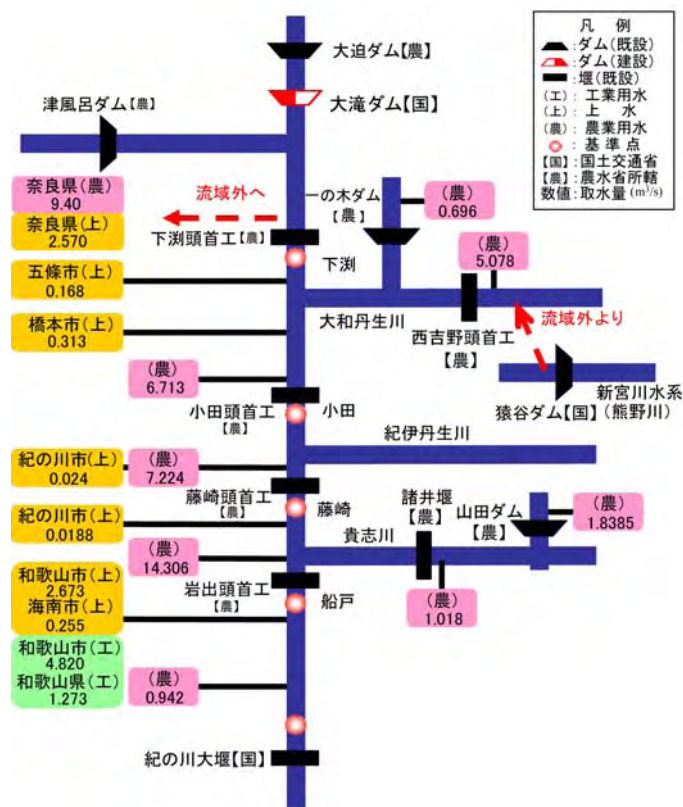 凡 例
:ダム(既設)
:ダム(建設)
:堰(既設)
(工):工業用水
(上):上 水
(農):農業用水
:基準点
【国】:国土交通省
【農】:農水省所轄
数値:取水量(m³/s)
大迫ダム【農】
大滝ダム【国】
津風呂ダム【農】
奈良県(農)
9.40
奈良県(上)
2.570
流域外へ
下渕頭首工【農】
下渕
一の木ダム
【農】
(農)
0.696
(農)
5.078
五條市(上)
0.168
大和丹生川
西吉野頭首工
【農】
流域外より
橋本市(上)
0.313
新宮川水系
(熊野川)
猿谷ダム【国】
(農)
6.713
小田頭首工
【農】
小田
紀伊丹生川
紀の川市(上)
0.024
(農)
7.224
藤崎頭首工
【農】
藤崎
諸井堰
【農】
山田ダム
【農】
(農)
1.8385
紀の川市(上)
0.0188
貴志川
(農)
14.306
岩出頭首工
【農】
船戸
(農)
1.018
和歌山市(上)
2.673
海南市(上)
0.255
和歌山市(工)
4.820
和歌山県(工)
1.273
(農)
0.942
紀の川大堰【国】